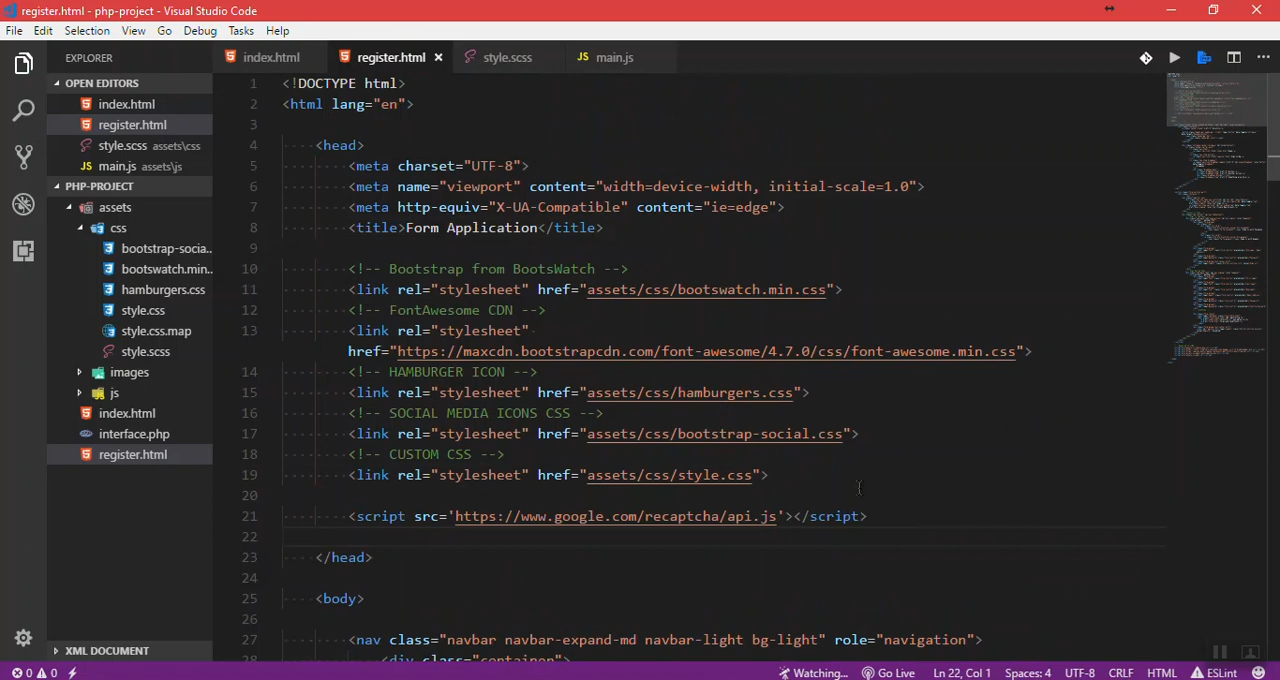 register.html - php-project - Visual Studio Code
File Edit Selection View Go Debug Tasks Help
EXPLORER
OPEN EDITORS
index.html
register.html
style.scss assets\css
main.js assets\js
PHP-PROJECT
assets
css
bootstrap-socia...
bootswatch.min...
hamburgers.css
style.css
style.css.map
style.scss
images
js
index.html
interface.php
register.html
XML DOCUMENT
index.html register.html style.scss main.js
1 <!DOCTYPE html>
2 <html lang="en">
3
4 <head>
5 <meta charset="UTF-8">
6 <meta name="viewport" content="width=device-width, initial-scale=1.0">
7 <meta http-equiv="X-UA-Compatible" content="ie=edge">
8 <title>Form Application</title>
9
10 <!-- Bootstrap from BootsWatch -->
11 <link rel="stylesheet" href="assets/css/bootswatch.min.css">
12 <!-- FontAwesome CDN -->
13 <link rel="stylesheet"
href="https://maxcdn.bootstrapcdn.com/font-awesome/4.7.0/css/font-awesome.min.css">
14 <!-- HAMBURGER ICON -->
15 <link rel="stylesheet" href="assets/css/hamburgers.css">
16 <!-- SOCIAL MEDIA ICONS CSS -->
17 <link rel="stylesheet" href="assets/css/bootstrap-social.css">
18 <!-- CUSTOM CSS -->
19 <link rel="stylesheet" href="assets/css/style.css">
20
21 <script src='https://www.google.com/recaptcha/api.js'></script>
22
23 </head>
24
25 <body>
26
27 <nav class="navbar navbar-expand-md navbar-light bg-light" role="navigation">
28 <div class="container">
0 0 Watching... Go Live Ln 22, Col 1 Spaces: 4 UTF-8 CRLF HTML ESLint